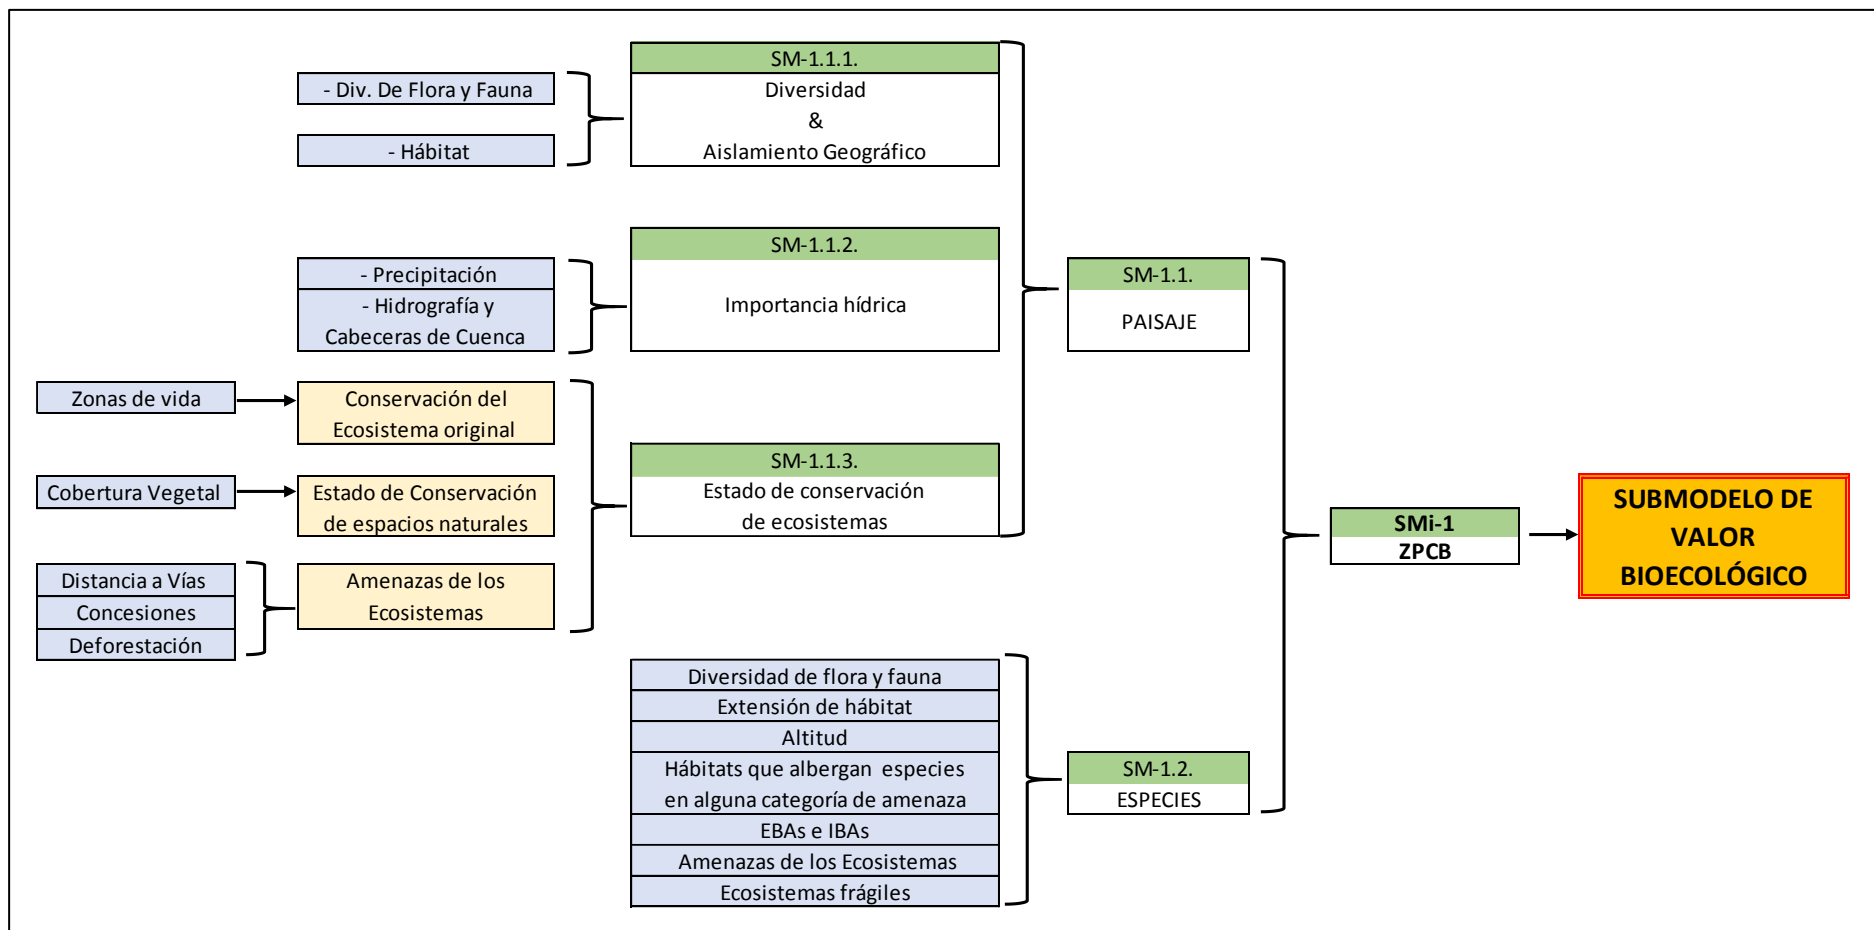 SM-1.1.1.
Diversidad
&
Aislamiento Geográfico
- Div. De Flora y Fauna
- Hábitat
SM-1.1.2.
Importancia hídrica
- Precipitación
- Hidrografía y
Cabeceras de Cuenca
SM-1.1.
PAISAJE
Zonas de vida
Conservación del
Ecosistema original
Cobertura Vegetal
Estado de Conservación
de espacios naturales
SM-1.1.3.
Estado de conservación
de ecosistemas
Distancia a Vías
Concesiones
Deforestación
Amenazas de los
Ecosistemas
SMi-1
ZPCB
SUBMODELO DE
VALOR
BIOECOLÓGICO
Diversidad de flora y fauna
Extensión de hábitat
Altitud
Hábitats que albergan especies
en alguna categoría de amenaza
EBAs e IBAs
Amenazas de los Ecosistemas
Ecosistemas frágiles
SM-1.2.
ESPECIES